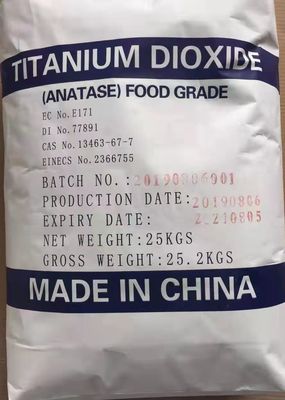 TITANIUM DIOXIDE
(ANATASE) FOOD GRADE
EC No.E171
DI No.77891
CAS No.13463-67-7
EINECS No.2366755
BATCH NO.:20190806901
PRODUCTION DATE:20190806
EXPIRY DATE:
NET WEIGHT:25KGS
GROSS WEIGHT:25.2KGS
MADE IN CHINA